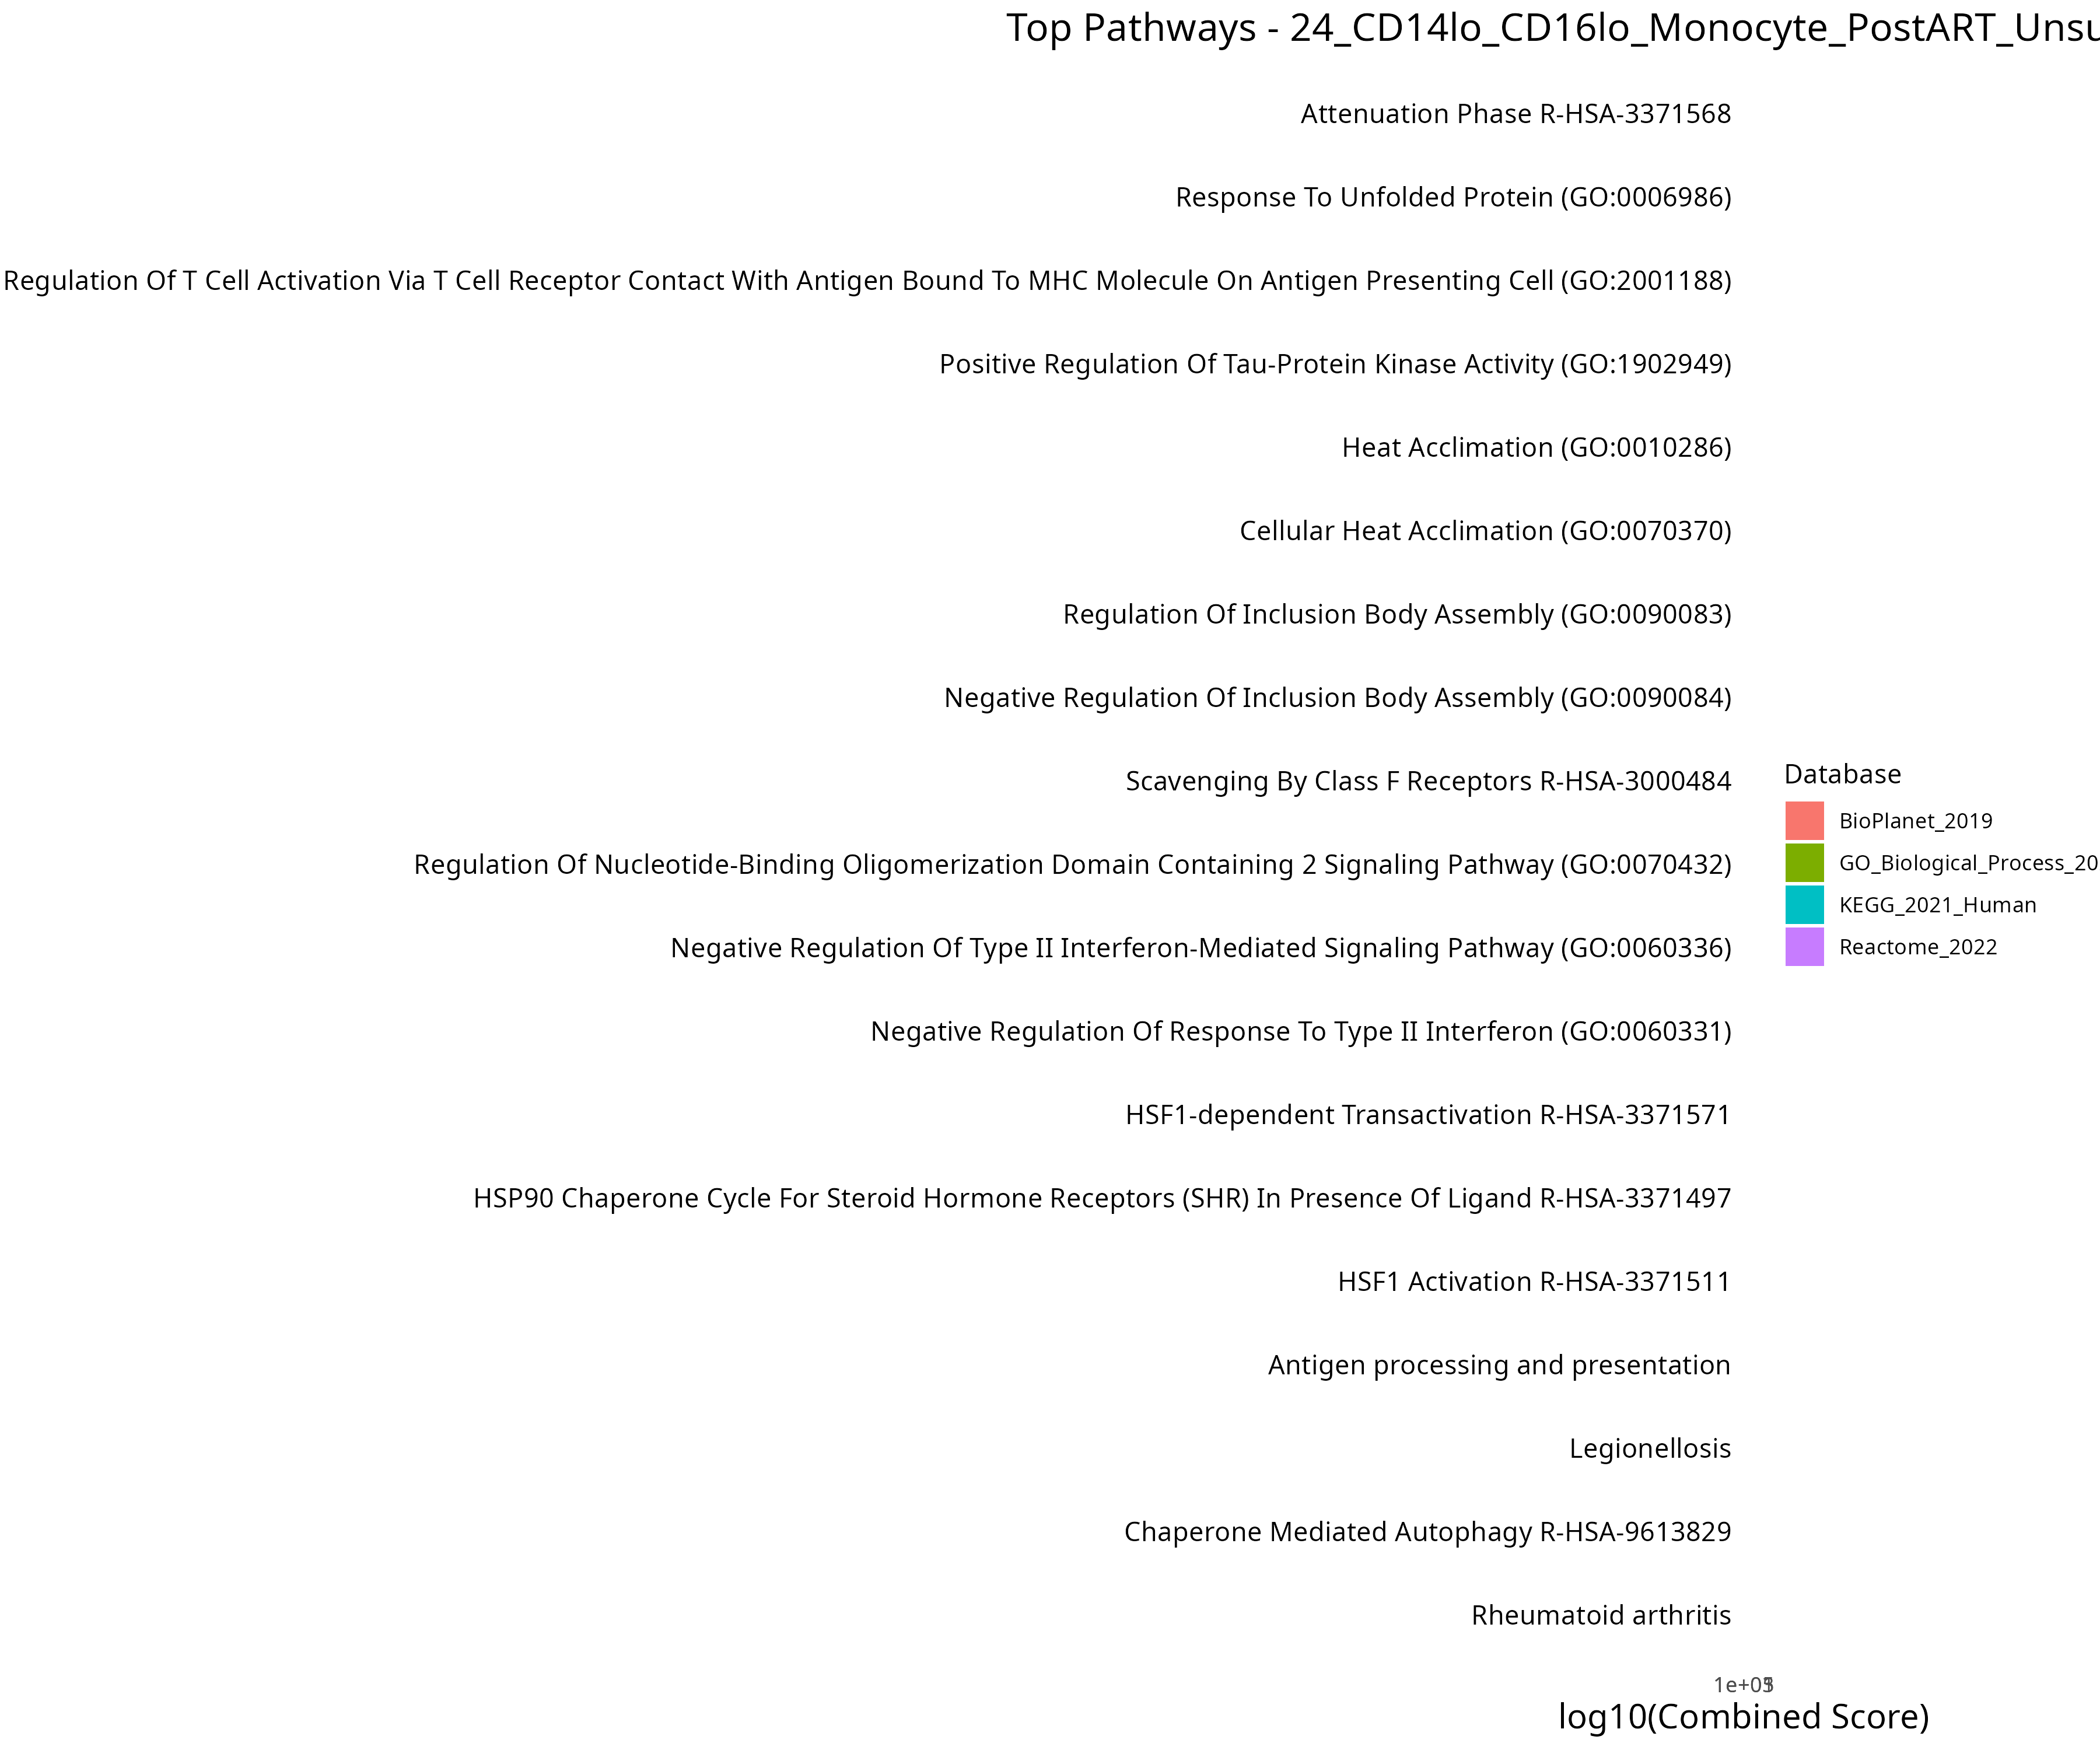 Top Pathways - 24_CD14lo_CD16lo_Monocyte_PostART_Unsu
Attenuation Phase R-HSA-3371568
Response To Unfolded Protein (GO:0006986)
Regulation Of T Cell Activation Via T Cell Receptor Contact With Antigen Bound To MHC Molecule On Antigen Presenting Cell (GO:2001188)
Positive Regulation Of Tau-Protein Kinase Activity (GO:1902949)
Heat Acclimation (GO:0010286)
Cellular Heat Acclimation (GO:0070370)
Regulation Of Inclusion Body Assembly (GO:0090083)
Negative Regulation Of Inclusion Body Assembly (GO:0090084)
Scavenging By Class F Receptors R-HSA-3000484
Regulation Of Nucleotide-Binding Oligomerization Domain Containing 2 Signaling Pathway (GO:0070432)
Negative Regulation Of Type II Interferon-Mediated Signaling Pathway (GO:0060336)
Negative Regulation Of Response To Type II Interferon (GO:0060331)
HSF1-dependent Transactivation R-HSA-3371571
HSP90 Chaperone Cycle For Steroid Hormone Receptors (SHR) In Presence Of Ligand R-HSA-3371497
HSF1 Activation R-HSA-3371511
Antigen processing and presentation
Legionellosis
Chaperone Mediated Autophagy R-HSA-9613829
Rheumatoid arthritis
log10(Combined Score)
Database
BioPlanet_2019
GO_Biological_Process_20
KEGG_2021_Human
Reactome_2022